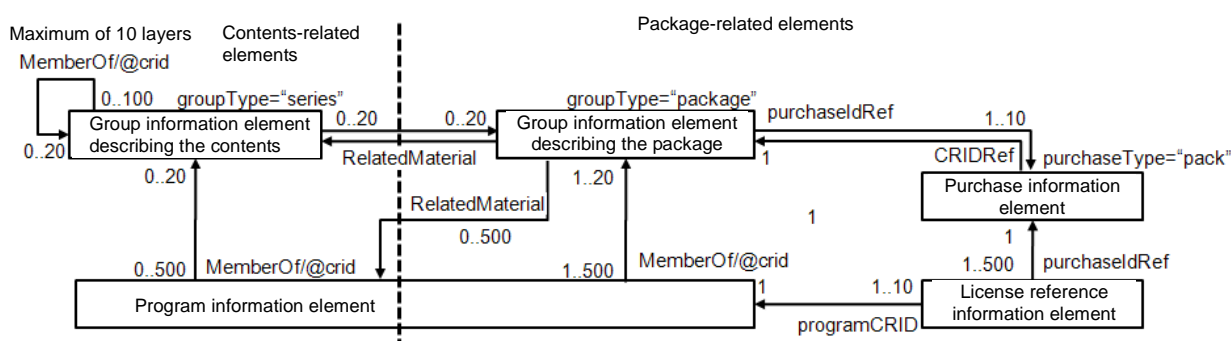 Maximum of 10 layers
Contents-related
elements
Package-related elements
MemberOf/@crid
0..100
groupType="series"
groupType="package"
purchaseIdRef
Group information element
describing the contents
0..20
0..20
Group information element
describing the package
1..10
0..20
RelatedMaterial
1
CRIDRef
purchaseType="pack"
0..20
1..20
Purchase information
element
RelatedMaterial
0..500
1
1
0..500
MemberOf/@crid
1..500
MemberOf/@crid
1..500
purchaseIdRef
Program information element
1
1..10
License reference
information element
programCRID